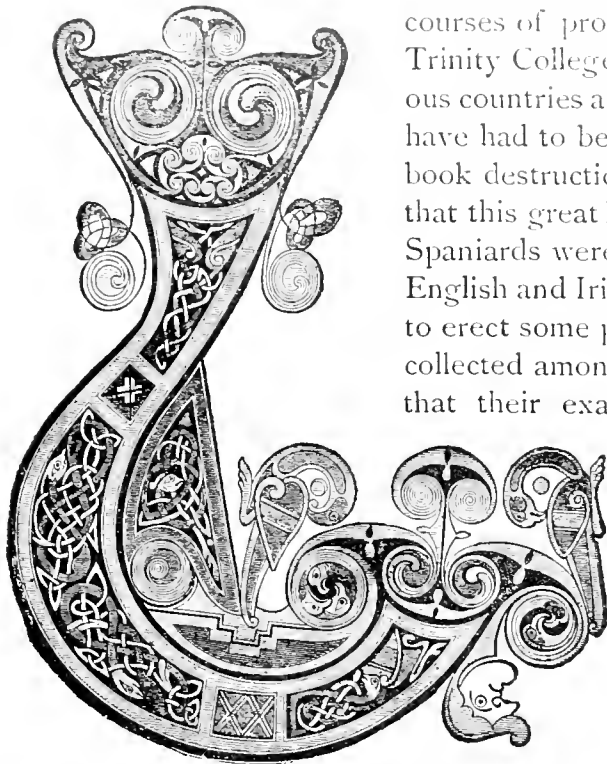 courses of pro
Trinity College
ous countries a
have had to be
book destructio
that this great
Spaniards were
English and Iri
to erect some p
collected among
that their exa